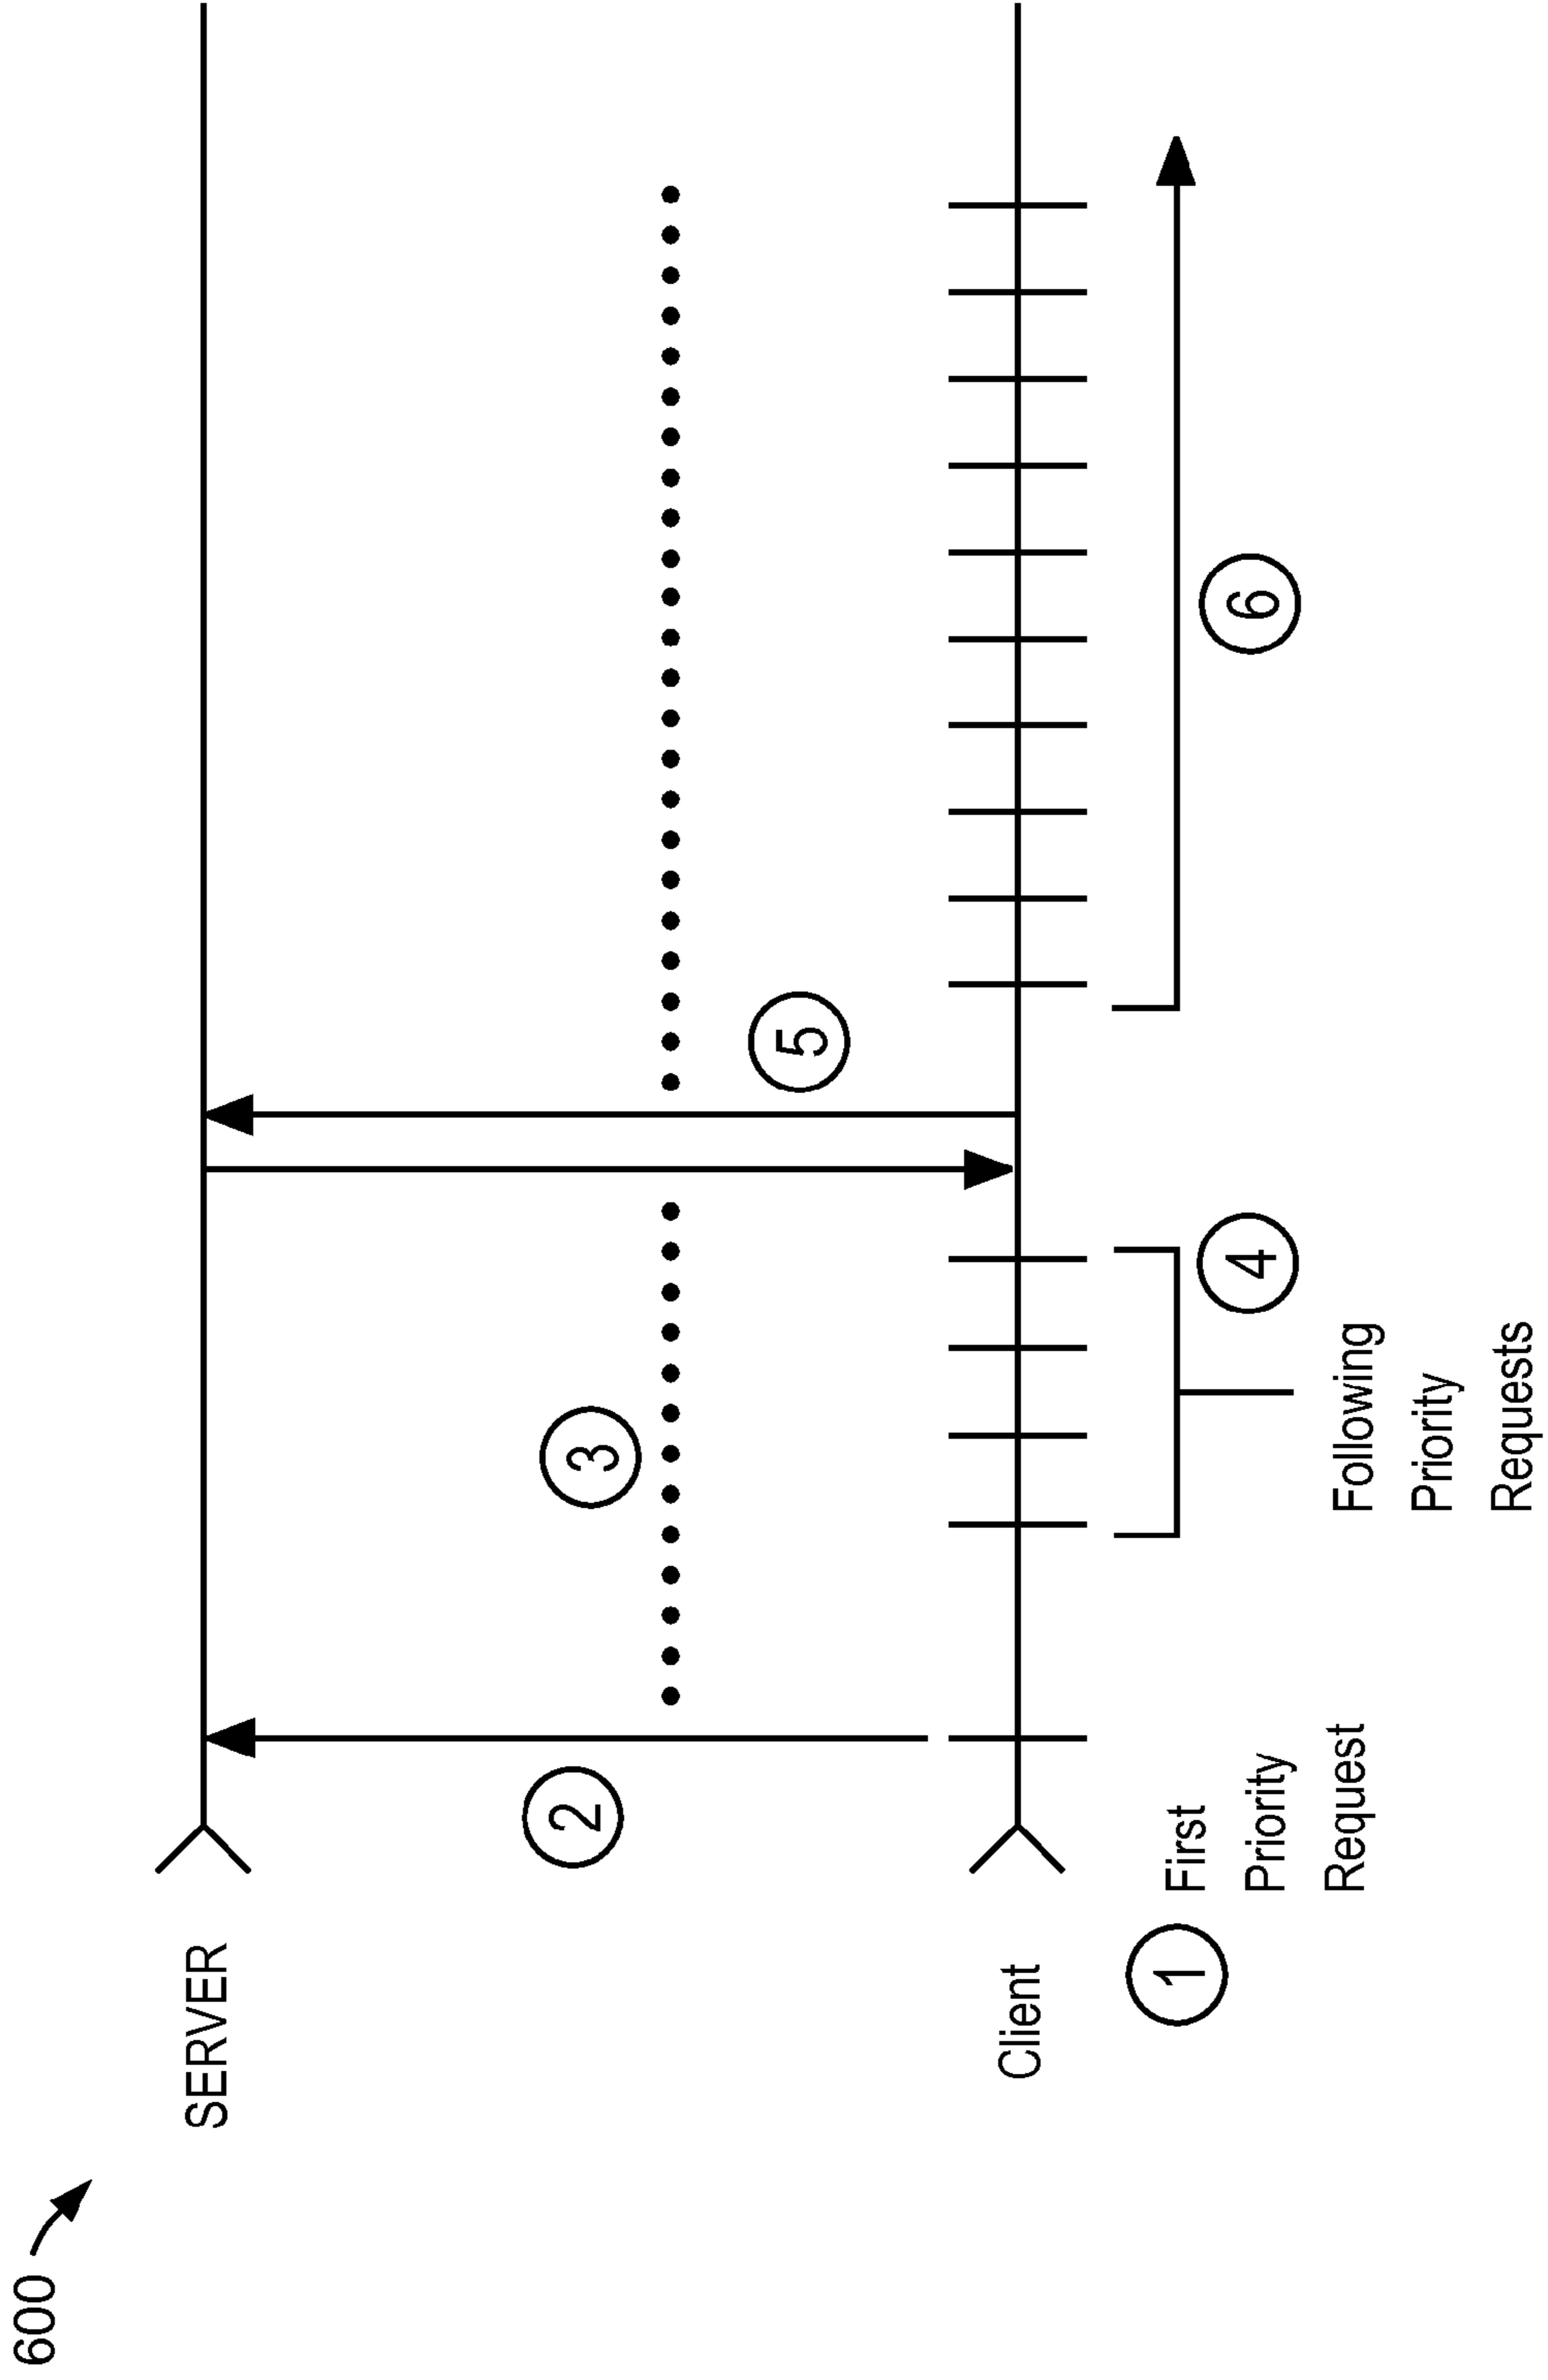 600
SERVER
2
3
5
Client
1
First
Priority
Request
4
Following
Priority
Requests
6